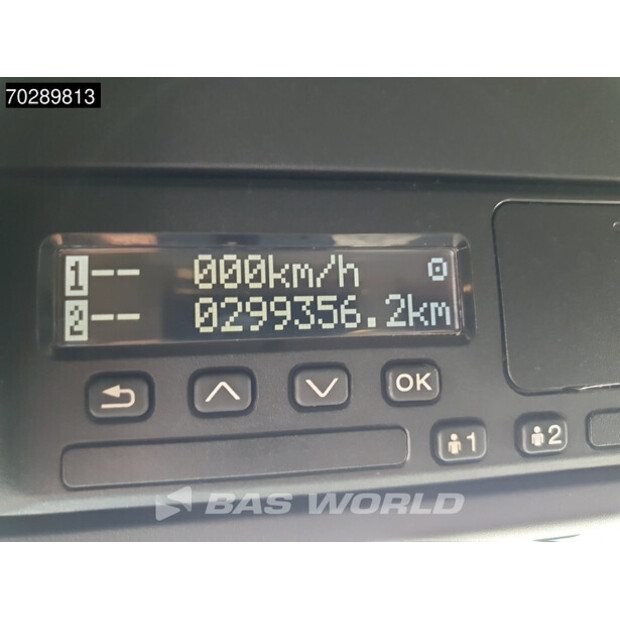 70289813
1 -- 000km/h
2 -- 0299356.2km
OK
1 2
BAS WORLD